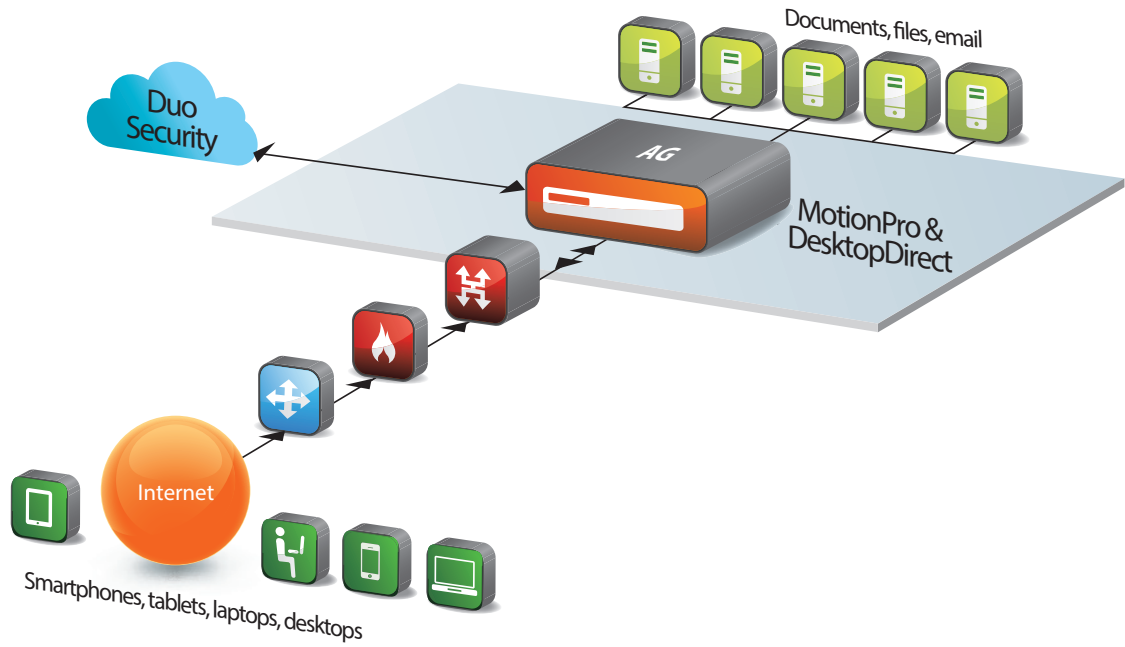 Documents, files, email
Duo
Security
AG
MotionPro &
DesktopDirect
Internet
Smartphones, tablets, laptops, desktops